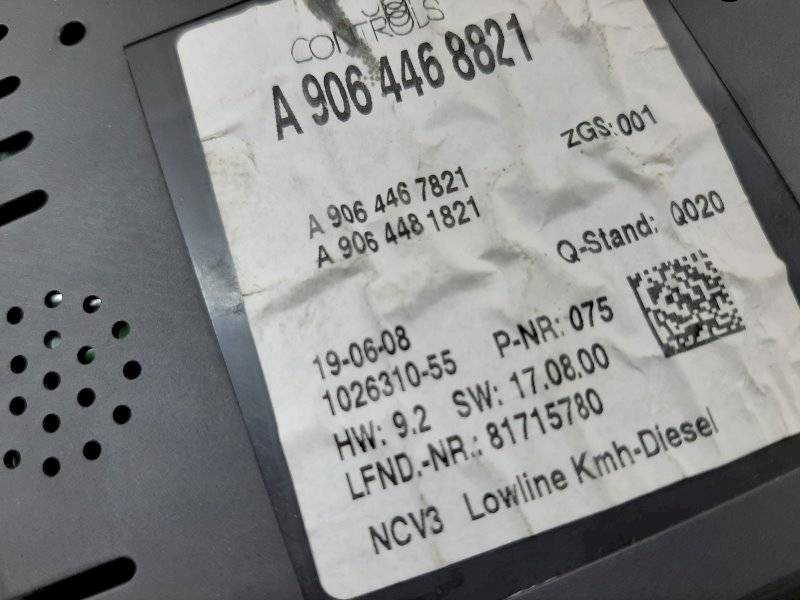 CONTROLS
A 906 446 8821
ZGS:001
A 906 446 7821
A 906 448 1821
Q-Stand: Q020
19-06-08 P-NR: 075
1026310-55
HW: 9.2 SW: 17.08.00
LFND.-NR.: 81715780
NCV3 Lowline Kmh-Diesel